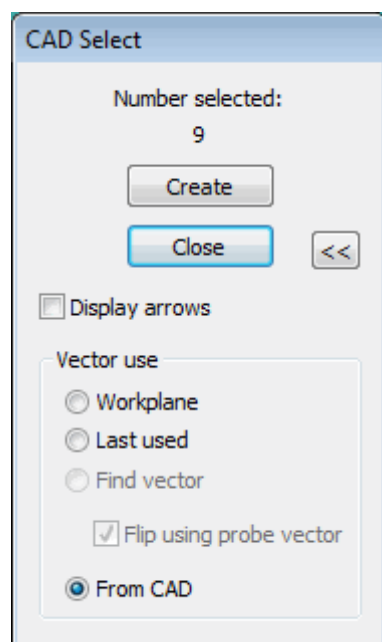 CAD Select
Number selected:
9
Create
Close
<<
Display arrows
Vector use
Workplane
Last used
Find vector
Flip using probe vector
From CAD